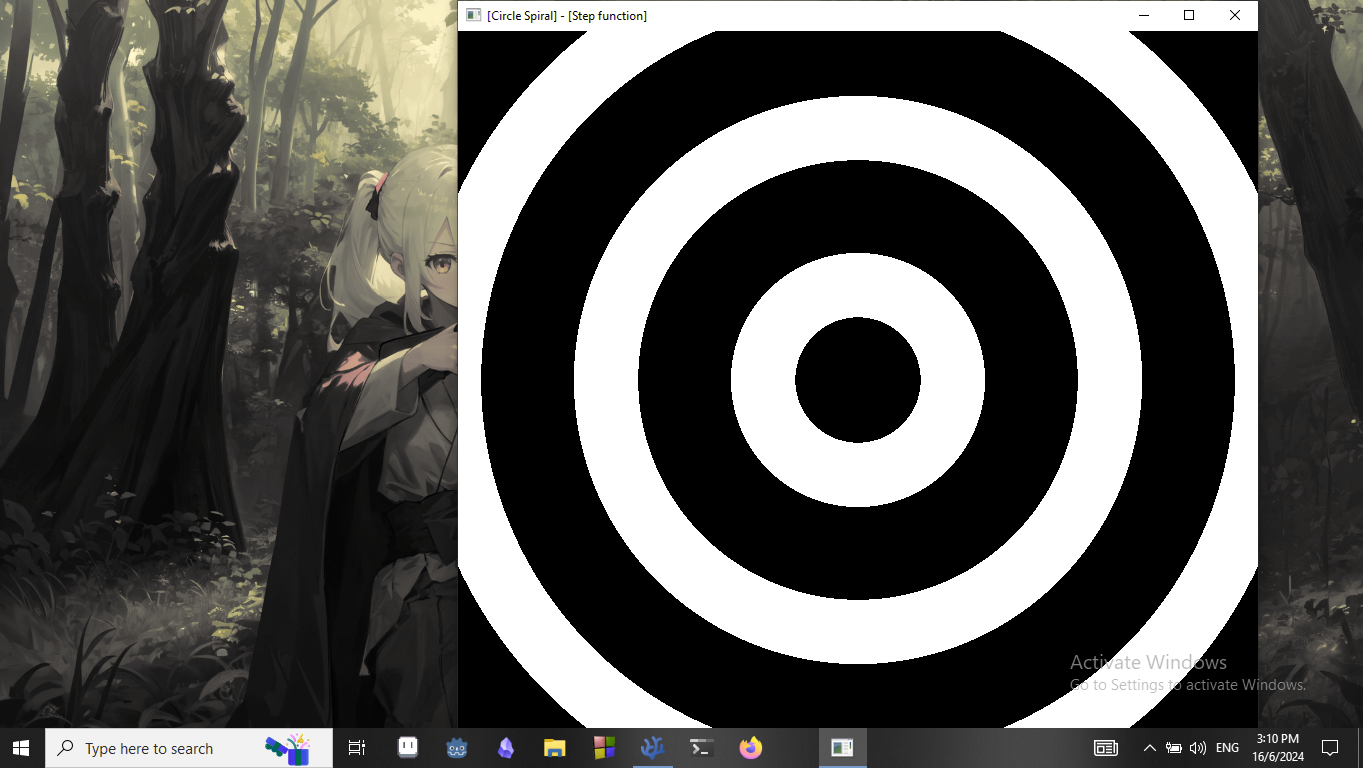 [Circle Spiral] - [Step function]
Activate Windows
Go to Settings to activate Windows.
Type here to search
ENG
3:10 PM
16/6/2024